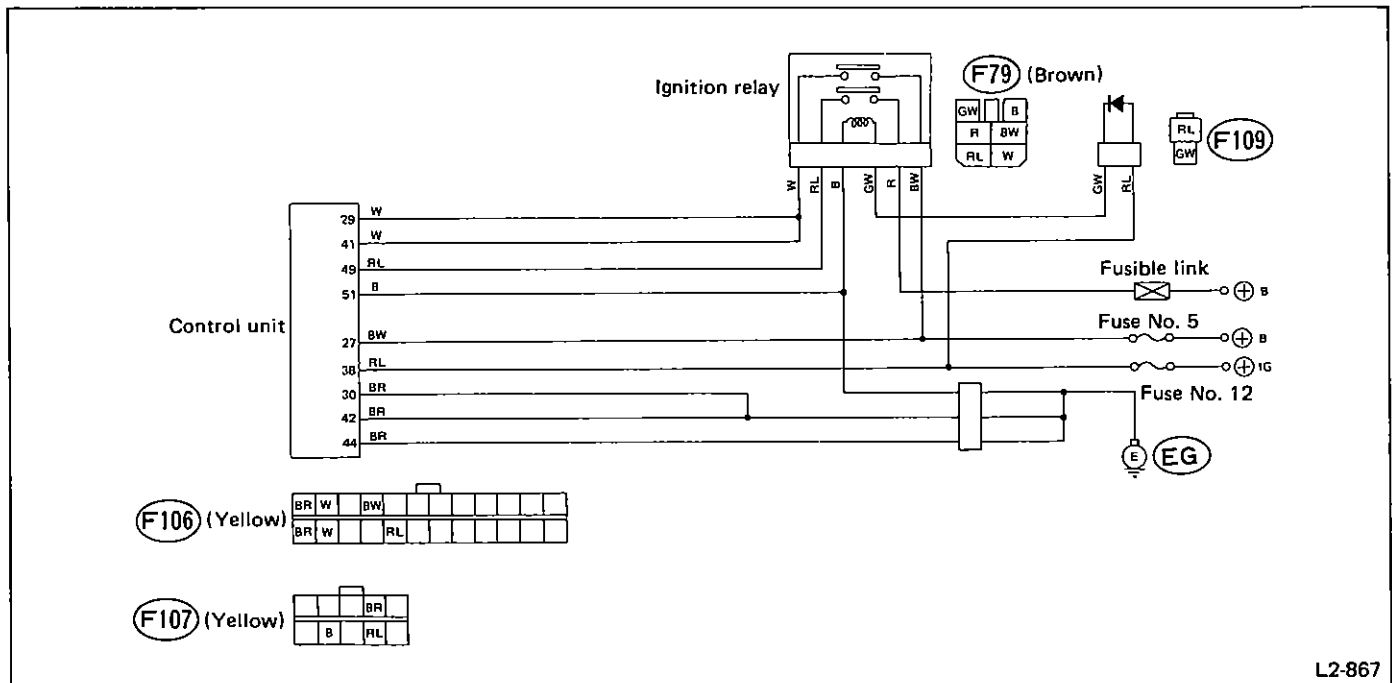 Ignition relay
F79 (Brown)
GW B
R BW
RL W
RL
GW
F109
W RL B GW R BW
GW RL
Control unit
29 W
41 W
49 RL
51 B
27 BW
38 RL
30 BR
42 BR
44 BR
Fusible link
B
Fuse No. 5
B
IG
Fuse No. 12
E EG
F106 (Yellow)
BR W BW
BR W RL
F107 (Yellow)
BR
B RL
L2-867